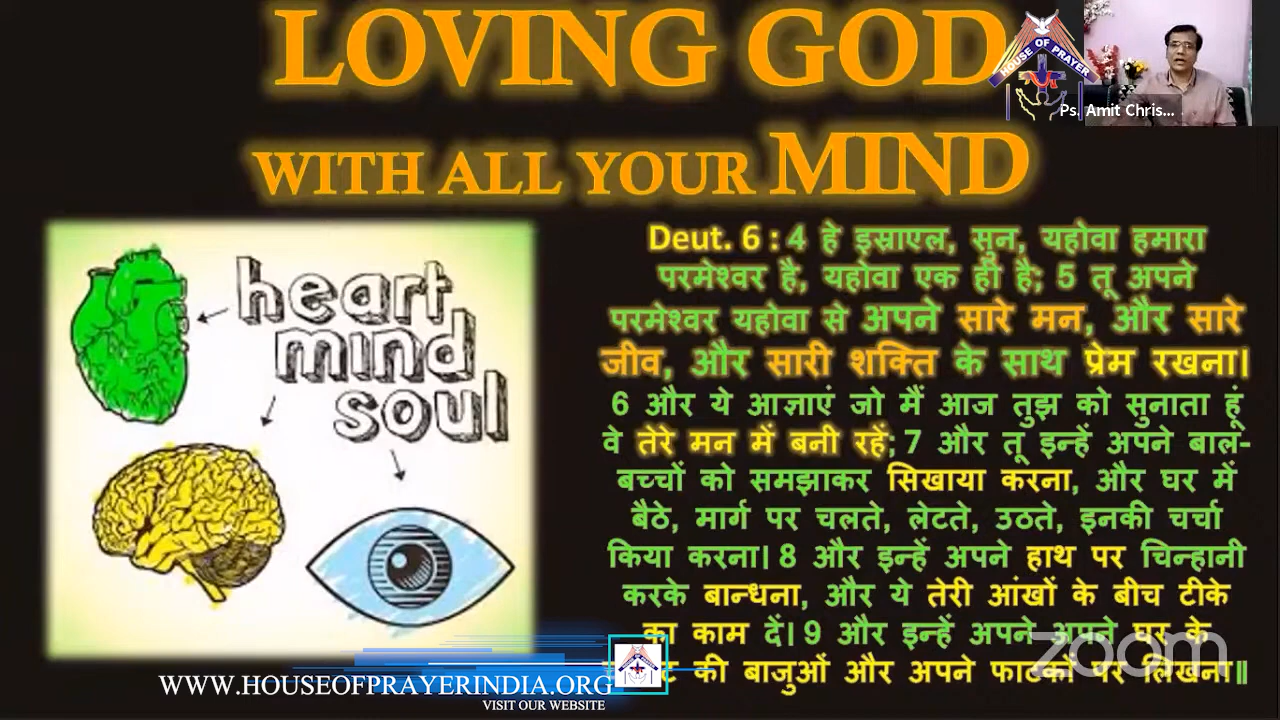 LOVING GOD
WITH ALL YOUR MIND
HOUSE OF PRAYER
Ps. Amit Chris...
heart
mind
soul
Deut. 6 : 4 हे इस्राएल, सुन, यहोवा हमारा
परमेश्वर है, यहोवा एक ही है; 5 तू अपने
परमेश्वर यहोवा से अपने सारे मन, और सारे
जीव, और सारी शक्ति के साथ प्रेम रखना।
6 और ये आज्ञाएं जो मैं आज तुझ को सुनाता हूं
वे तेरे मन में बनी रहें; 7 और तू इन्हें अपने बाल-
बच्चों को समझाकर सिखाया करना, और घर में
बैठे, मार्ग पर चलते, लेटते, उठते, इनकी चर्चा
किया करना। 8 और इन्हें अपने हाथ पर चिन्हानी
करके बान्धना, और ये तेरी आंखों के बीच टीके
का काम दें। 9 और इन्हें अपने अपने घर के
की बाजुओं और अपने फाटकों पर लिखना॥
zoom
WWW.HOUSEOFPRAYERINDIA.ORG
VISIT OUR WEBSITE